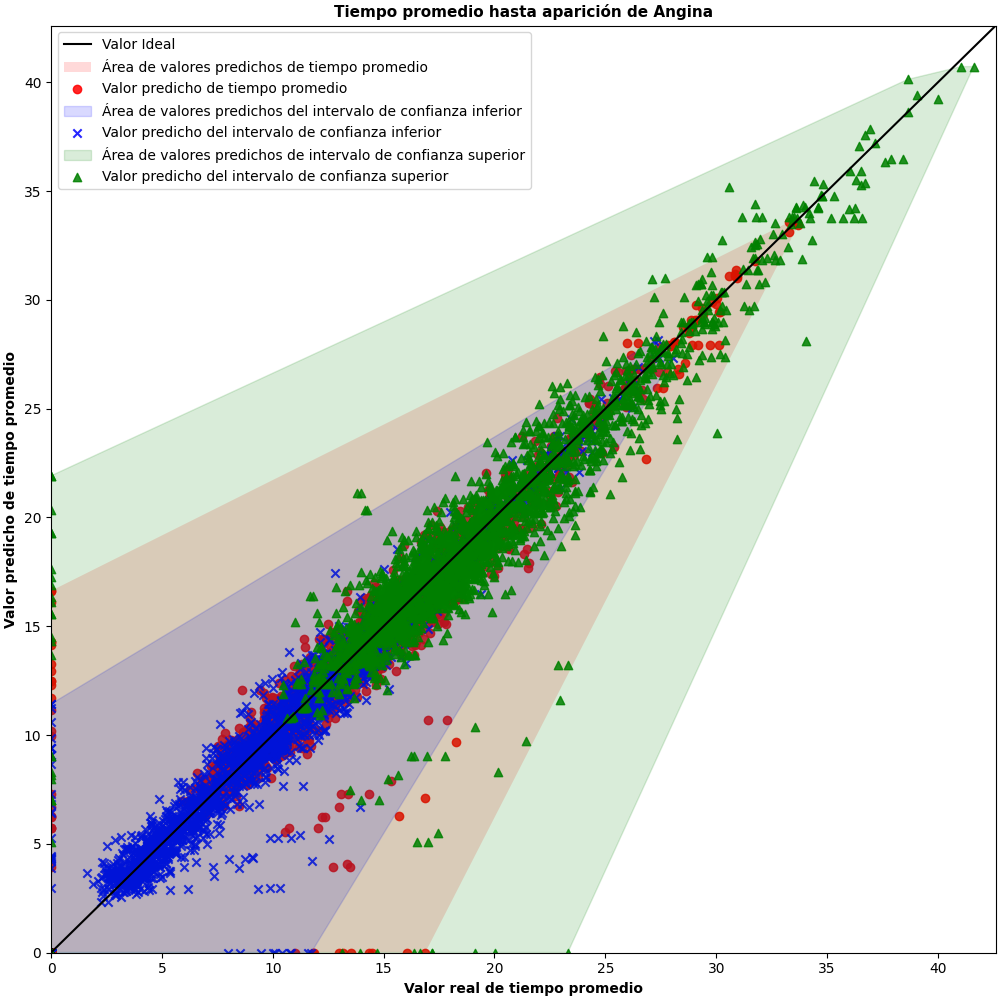 Tiempo promedio hasta aparición de Angina
Valor Ideal
Área de valores predichos de tiempo promedio
Valor predicho de tiempo promedio
Área de valores predichos del intervalo de confianza inferior
Valor predicho del intervalo de confianza inferior
Área de valores predichos de intervalo de confianza superior
Valor predicho del intervalo de confianza superior
Valor predicho de tiempo promedio
40
35
30
25
20
15
10
5
0
0 5 10 15 20 25 30 35 40
Valor real de tiempo promedio